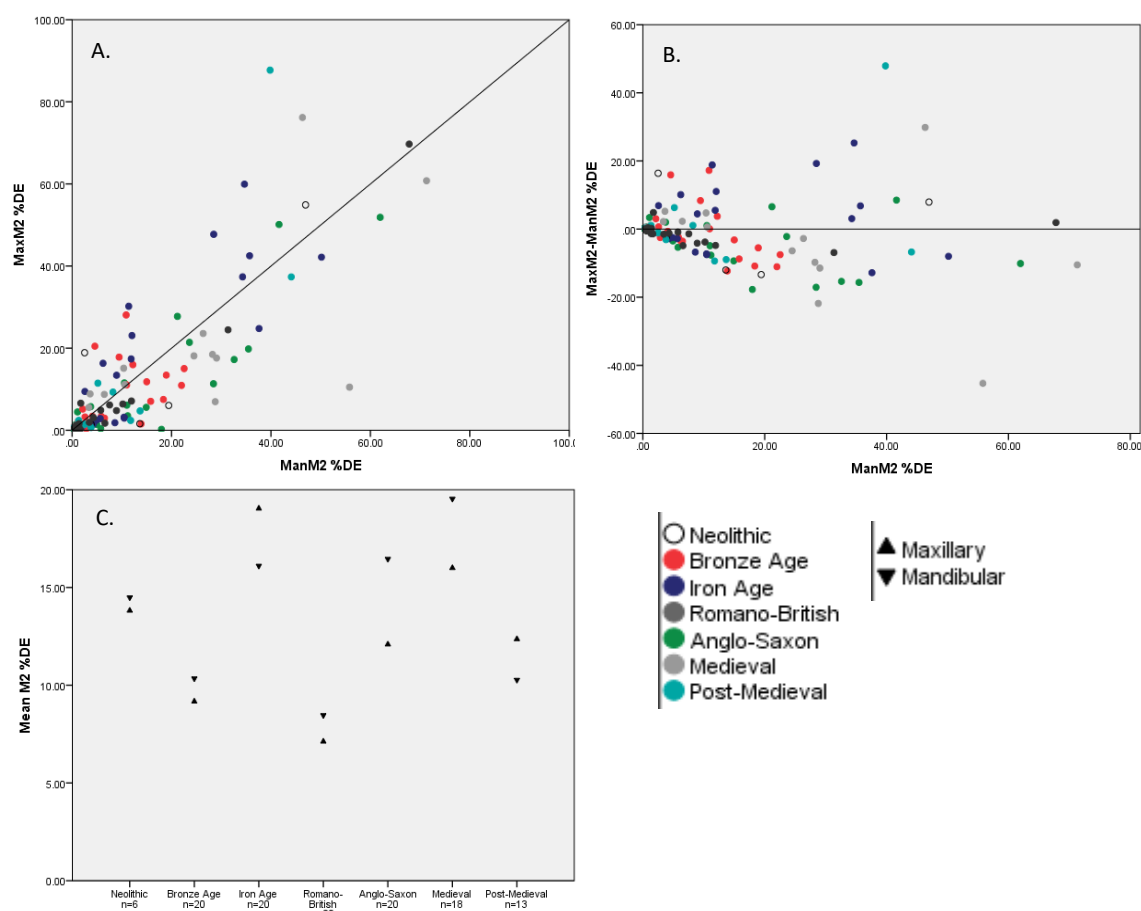 A.
100.00
80.00
60.00
40.00
20.00
.00
MaxM2 %DE
.00 20.00 40.00 60.00 80.00
ManM2 %DE
B.
60.00
40.00
20.00
.00
-20.00
-40.00
-60.00
MaxM2-ManM2 %DE
.00 20.00 40.00 60.00 80.00
ManM2 %DE
C.
20.00
15.00
10.00
5.00
0.00
Mean M2 %DE
Neolithic Bronze Age Iron Age Romano- Anglo-Saxon Medieval Post-Medieval
n=6 n=20 n=20 British n=20 n=18 n=13
Neolithic
Bronze Age
Iron Age
Romano-British
Anglo-Saxon
Medieval
Post-Medieval
Maxillary
Mandibular